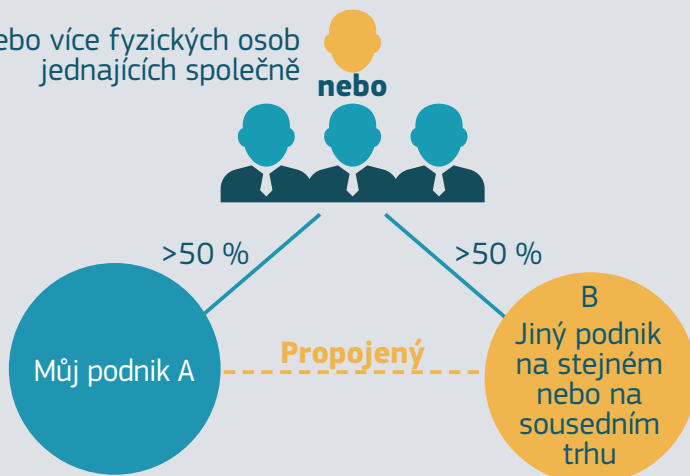 nebo více fyzických osob
jednajících společně
nebo
>50 %
>50 %
Můj podnik A
Propojený
B
Jiný podnik
na stejném
nebo na
sousedním
trhu